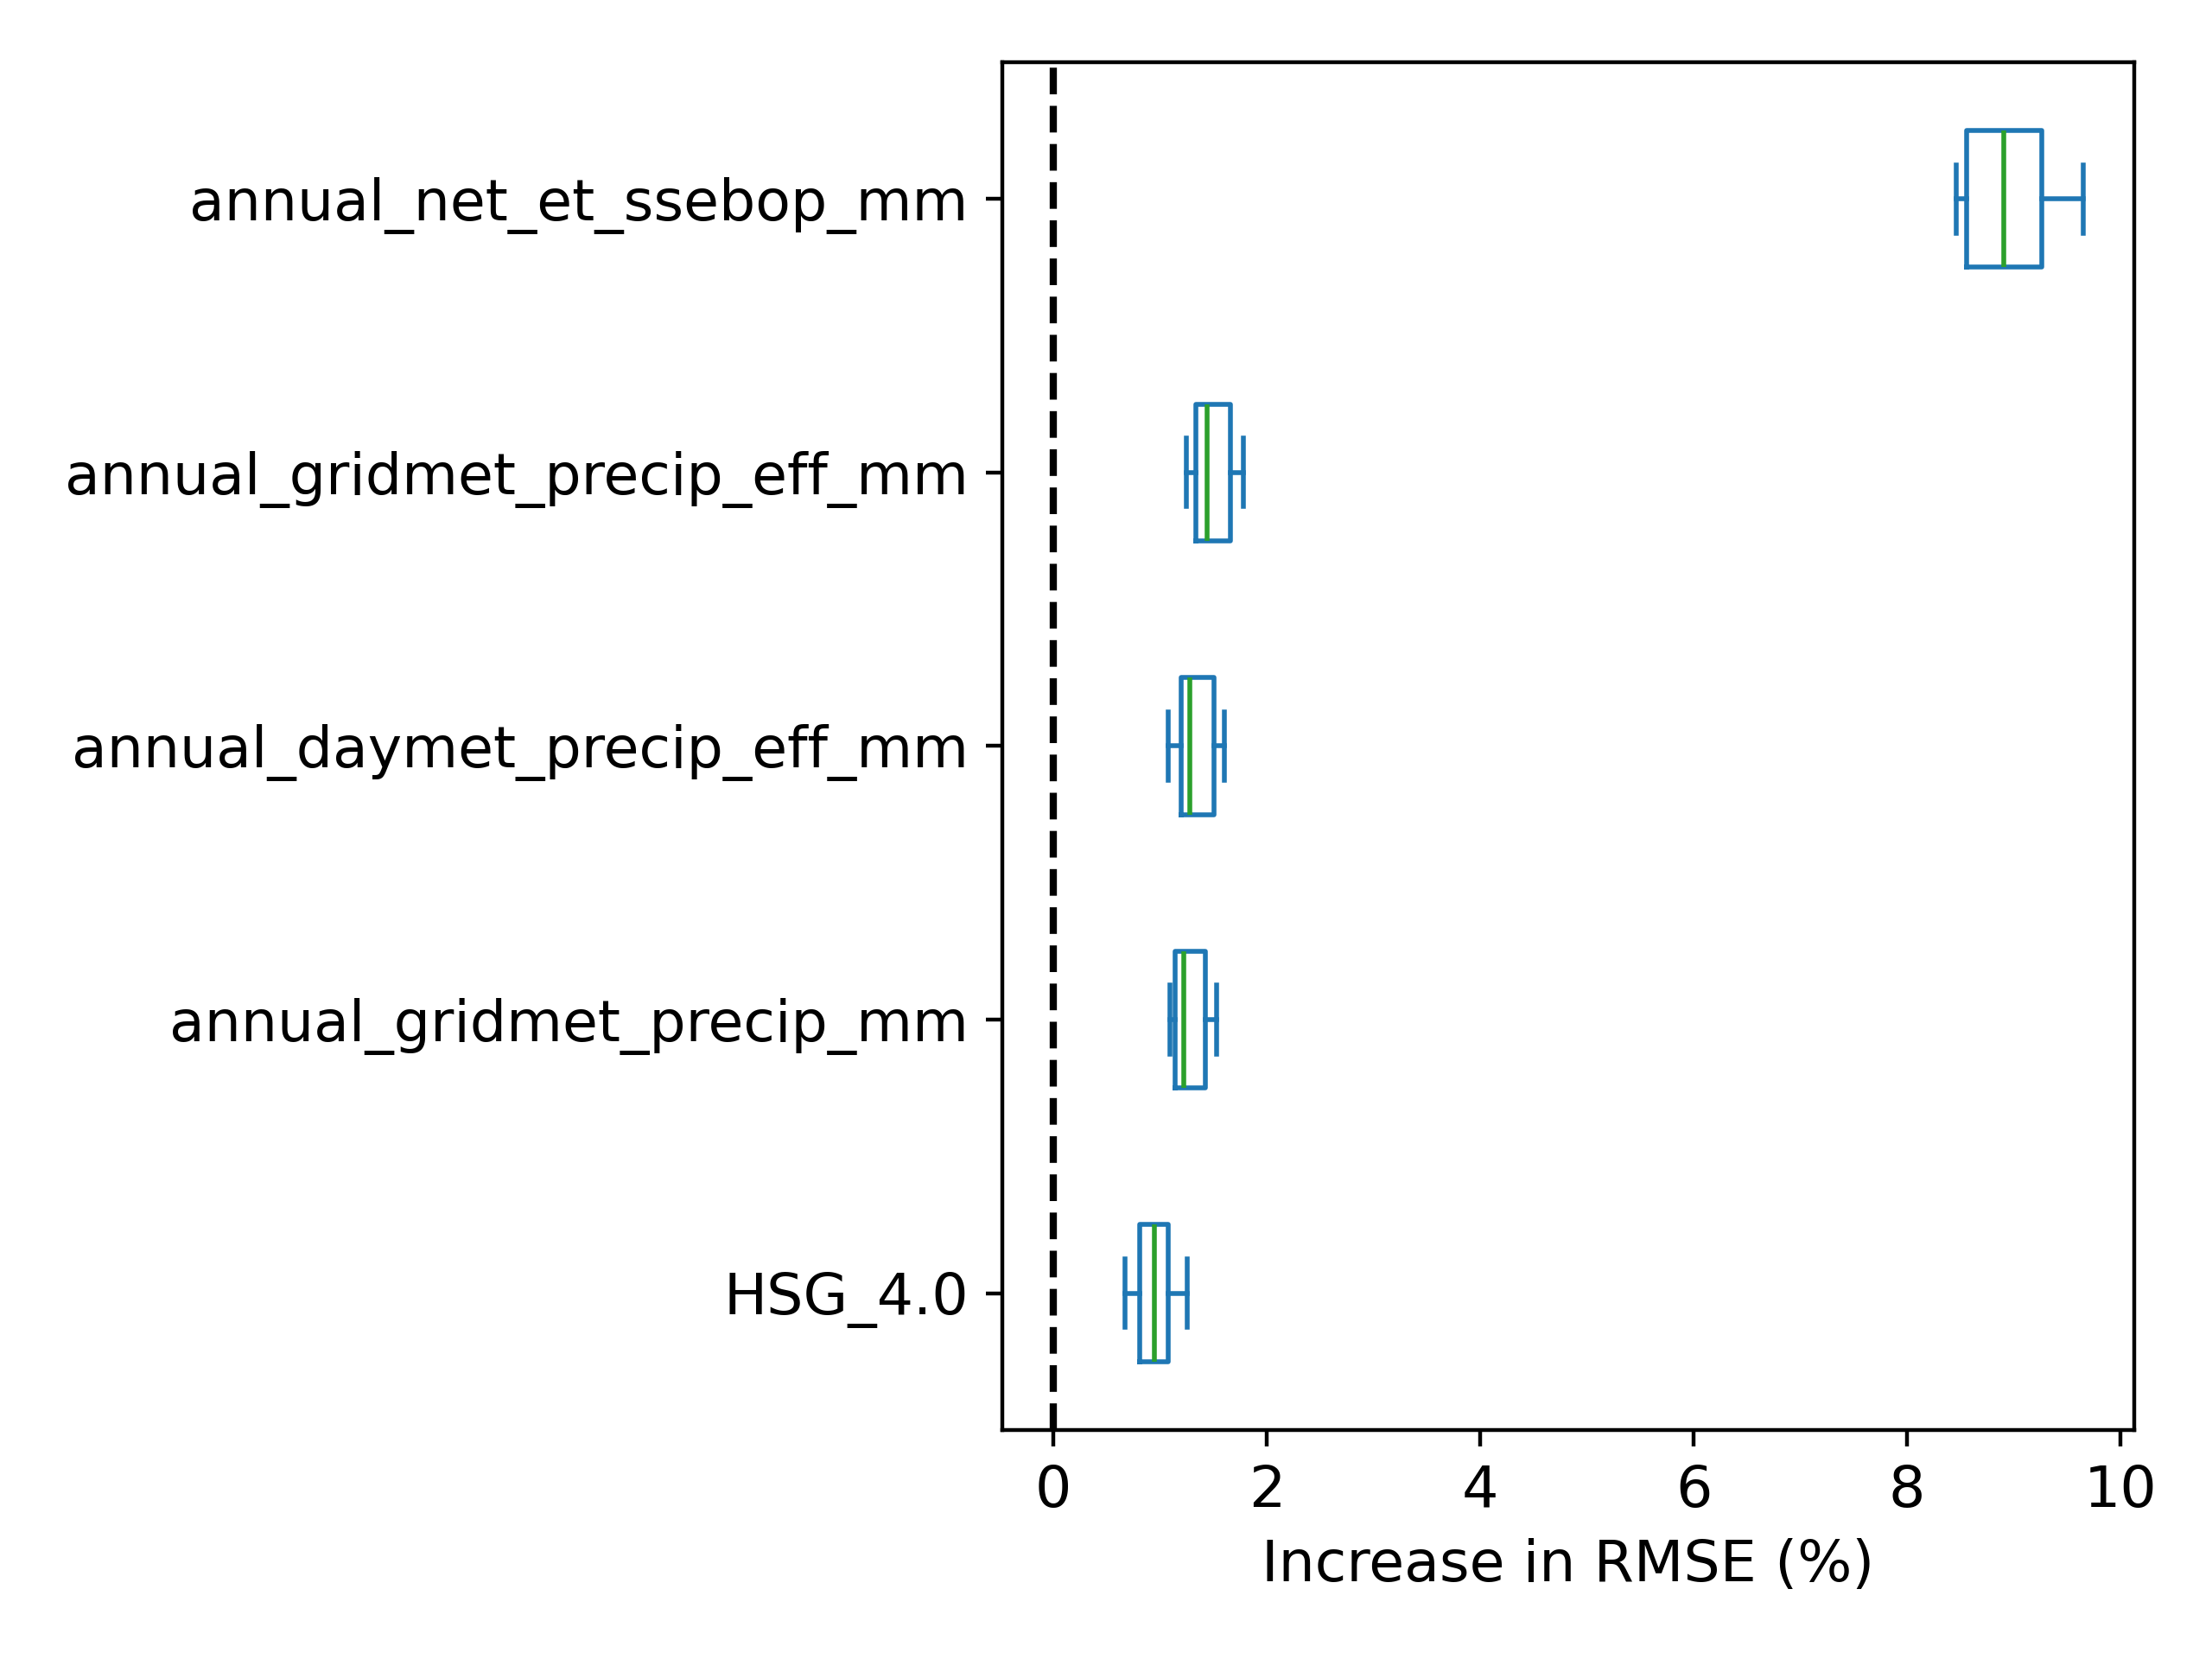 annual_net_et_ssebop_mm
annual_gridmet_precip_eff_mm
annual_daymet_precip_eff_mm
annual_gridmet_precip_mm
HSG_4.0
0 2 4 6 8 10
Increase in RMSE (%)